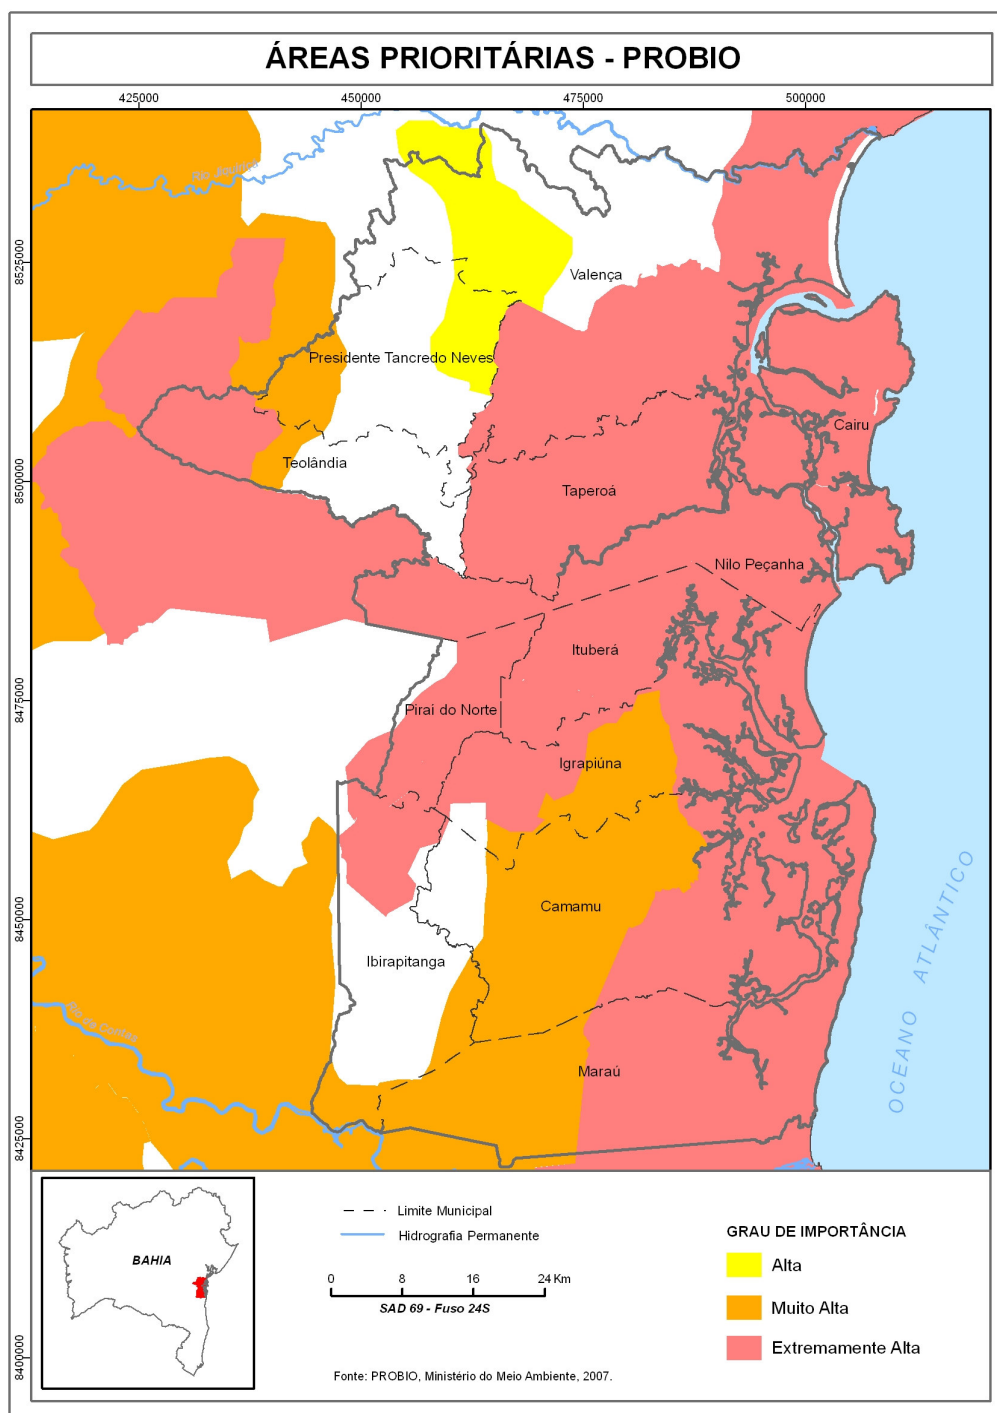 ÁREAS PRIORITÁRIAS - PROBIO
425000
450000
475000
500000
8525000
8500000
8475000
8450000
8425000
8400000
Rio Jiquiriçá
Valença
Presidente Tancredo Neves
Cairu
Teolândia
Taperoá
Nilo Peçanha
Ituberá
Piraí do Norte
Igrapiúna
Camamu
Ibirapitanga
Rio de Contas
Maraú
OCEANO ATLÂNTICO
BAHIA
Limite Municipal
Hidrografia Permanente
0 8 16 24 Km
SAD 69 - Fuso 24S
Fonte: PROBIO, Ministério do Meio Ambiente, 2007.
GRAU DE IMPORTÂNCIA
Alta
Muito Alta
Extremamente Alta